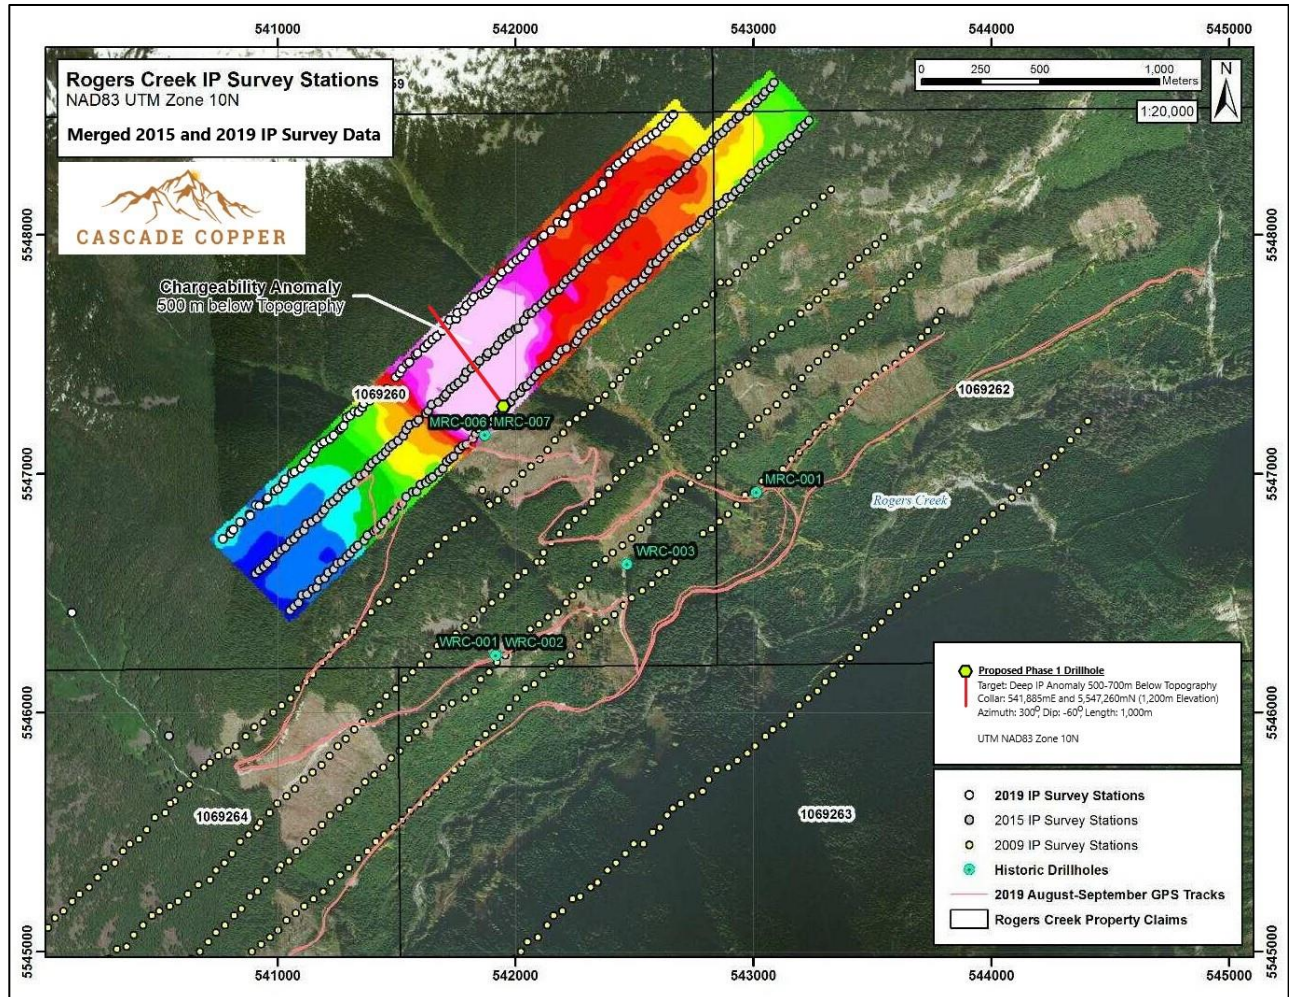 541000
542000
543000
544000
545000
Rogers Creek IP Survey Stations
NAD83 UTM Zone 10N
Merged 2015 and 2019 IP Survey Data
59
0 250 500 1,000
Meters
N
1:20,000
CASCADE COPPER
5548000
5548000
Chargeability Anomaly
500 m below Topography
1069260
1069262
MRC-006 MRC-007
5547000
5547000
MRC-001
Rogers Creek
WRC-003
WRC-001 WRC-002
5546000
5546000
Proposed Phase 1 Drillhole
Target: Deep IP Anomaly 500-700m Below Topography
Collar: 541,885mE and 5,547,260mN (1,200m Elevation)
Azimuth: 300° Dip: -60° Length: 1,000m
UTM NAD83 Zone 10N
1069264
1069263
2019 IP Survey Stations
2015 IP Survey Stations
2009 IP Survey Stations
Historic Drillholes
2019 August-September GPS Tracks
Rogers Creek Property Claims
5545000
5545000
541000
542000
543000
544000
545000